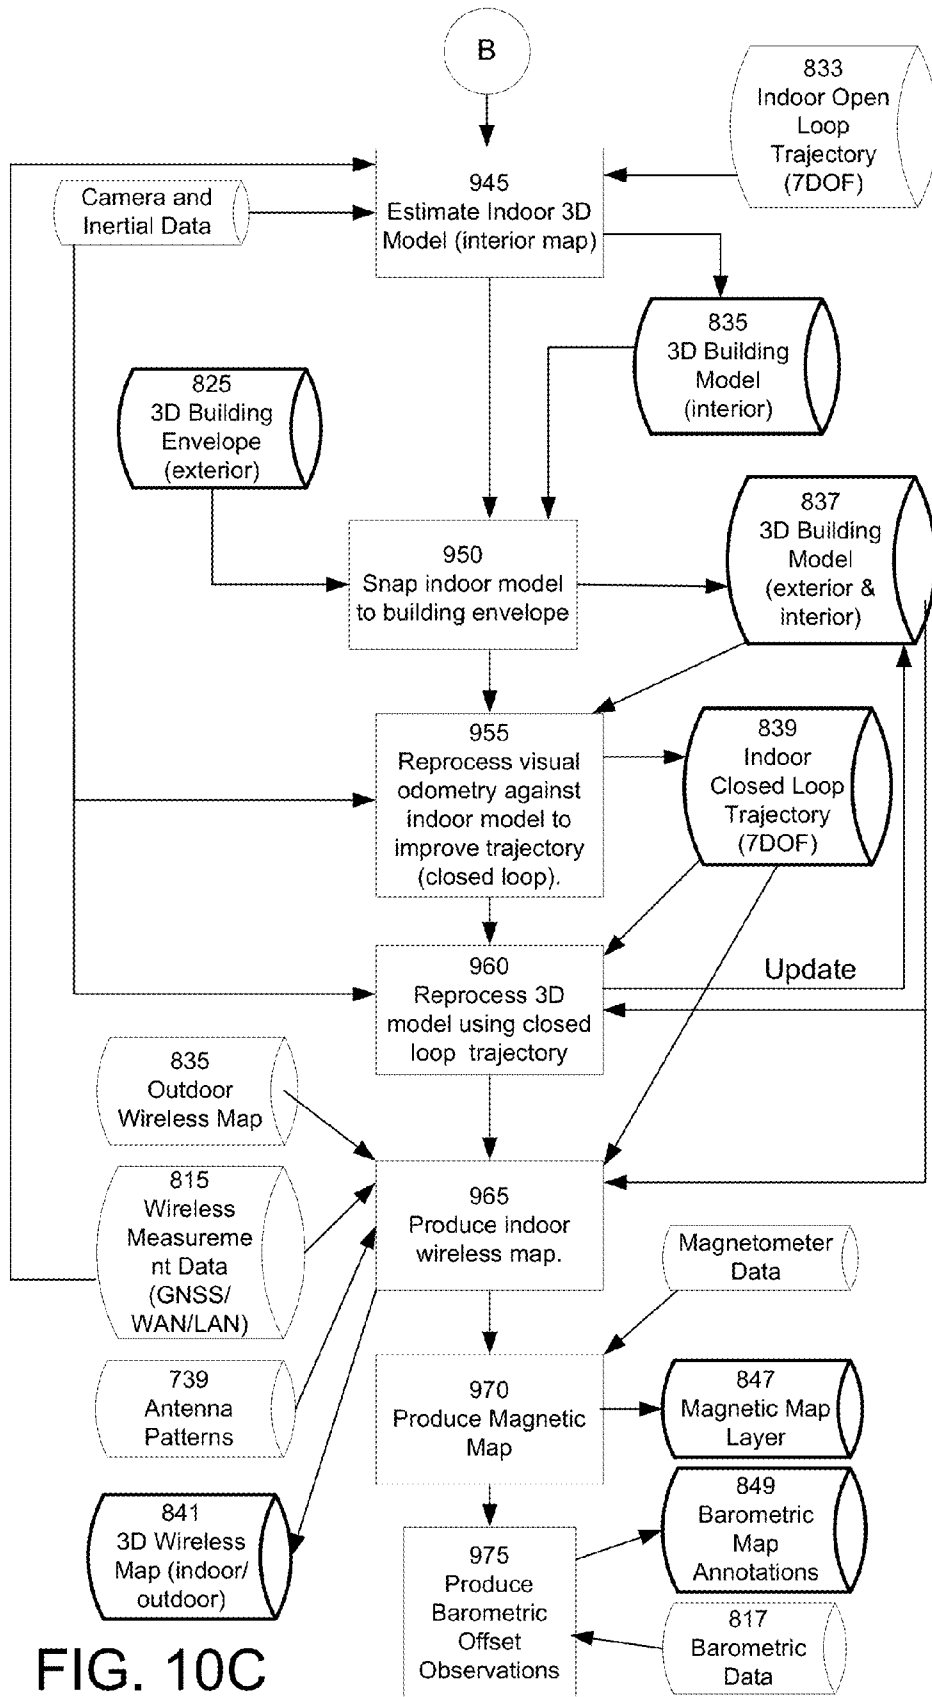 B
833
Indoor Open
Loop
Trajectory
(7DOF)
Camera and
Inertial Data
945
Estimate Indoor 3D
Model (interior map)
835
3D Building
Model
(interior)
825
3D Building
Envelope
(exterior)
837
3D Building
Model
(exterior &
interior)
950
Snap indoor model
to building envelope
955
Reprocess visual
odometry against
indoor model to
improve trajectory
(closed loop).
839
Indoor
Closed Loop
Trajectory
(7DOF)
960
Reprocess 3D
model using closed
loop trajectory
Update
835
Outdoor
Wireless Map
815
Wireless
Measureme
nt Data
(GNSS/
WAN/LAN)
965
Produce indoor
wireless map.
Magnetometer
Data
739
Antenna
Patterns
970
Produce Magnetic
Map
847
Magnetic Map
Layer
841
3D Wireless
Map (indoor/
outdoor)
849
Barometric
Map
Annotations
975
Produce
Barometric
Offset
Observations
817
Barometric
Data
FIG. 10C